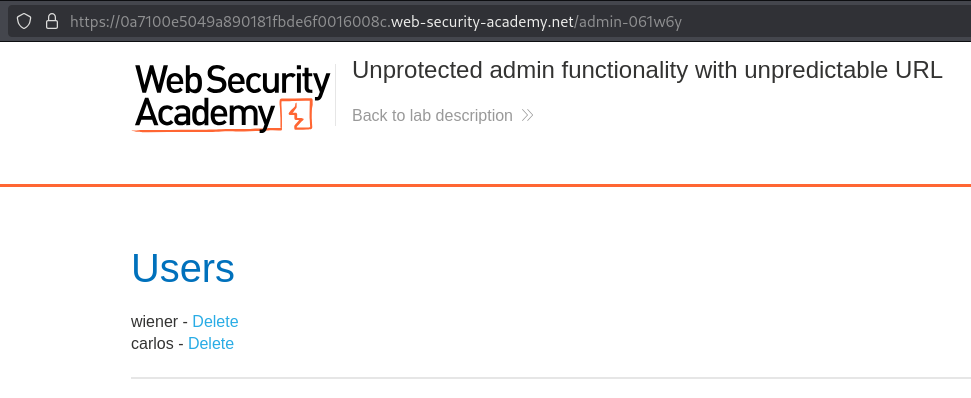 https://0a7100e5049a890181fbde6f0016008c.web-security-academy.net/admin-061w6y
Web Security
Academy
Unprotected admin functionality with unpredictable URL
Back to lab description
Users
wiener - Delete
carlos - Delete